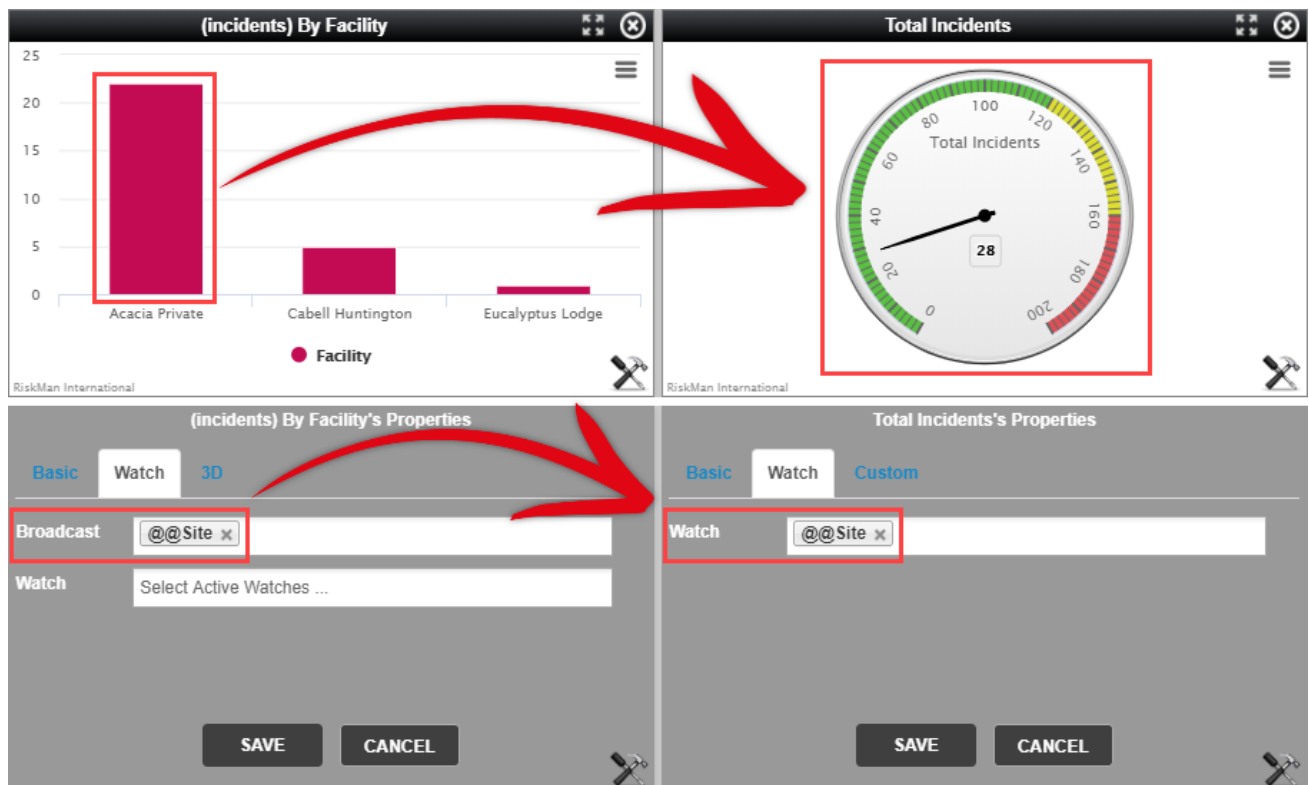 (incidents) By Facility
25
20
15
10
5
0
Acacia Private
Cabell Huntington
Eucalyptus Lodge
Facility
RiskMan International
Total Incidents
0
20
40
60
80
100
120
140
160
180
200
Total Incidents
28
RiskMan International
(incidents) By Facility's Properties
Basic
Watch
3D
Broadcast
@@Site x
Watch
Select Active Watches ...
SAVE
CANCEL
Total Incidents's Properties
Basic
Watch
Custom
Watch
@@Site x
SAVE
CANCEL